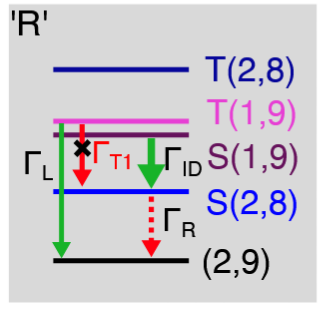 'R'
T(2,8)
T(1,9)
Γ_L
Γ_T1
Γ_ID
S(1,9)
S(2,8)
Γ_R
(2,9)